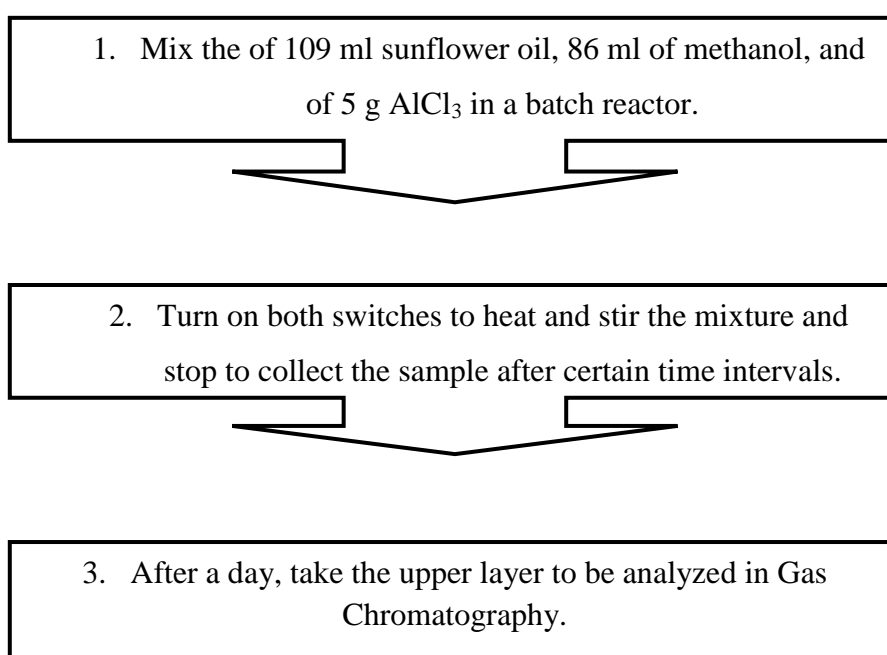 1. Mix the of 109 ml sunflower oil, 86 ml of methanol, and
of 5 g AlCl₃ in a batch reactor.
2. Turn on both switches to heat and stir the mixture and
stop to collect the sample after certain time intervals.
3. After a day, take the upper layer to be analyzed in Gas
Chromatography.